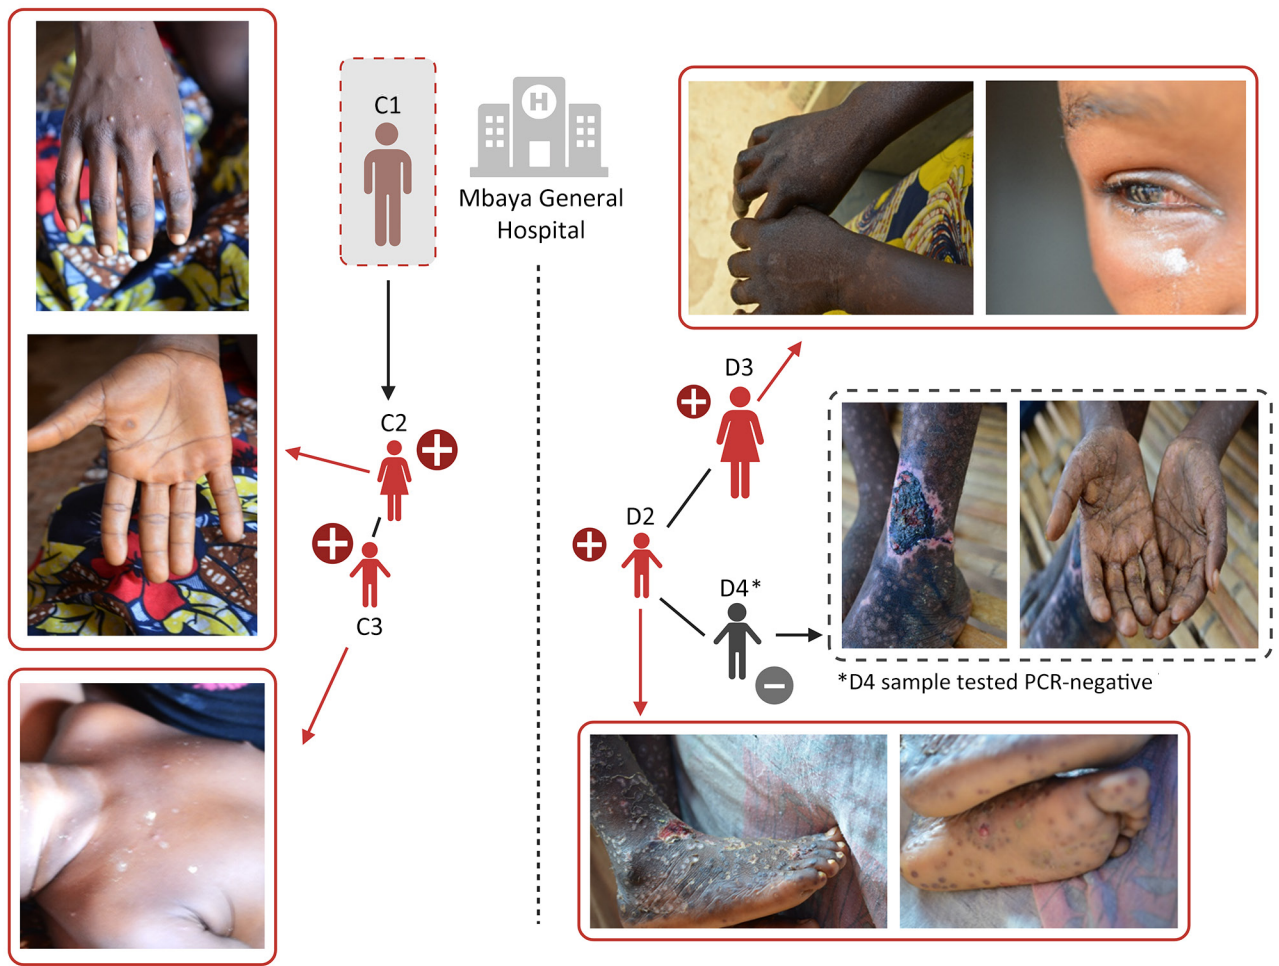 C1
H
Mbaya General
Hospital
C2
C3
D3
D2
D4*
*D4 sample tested PCR-negative